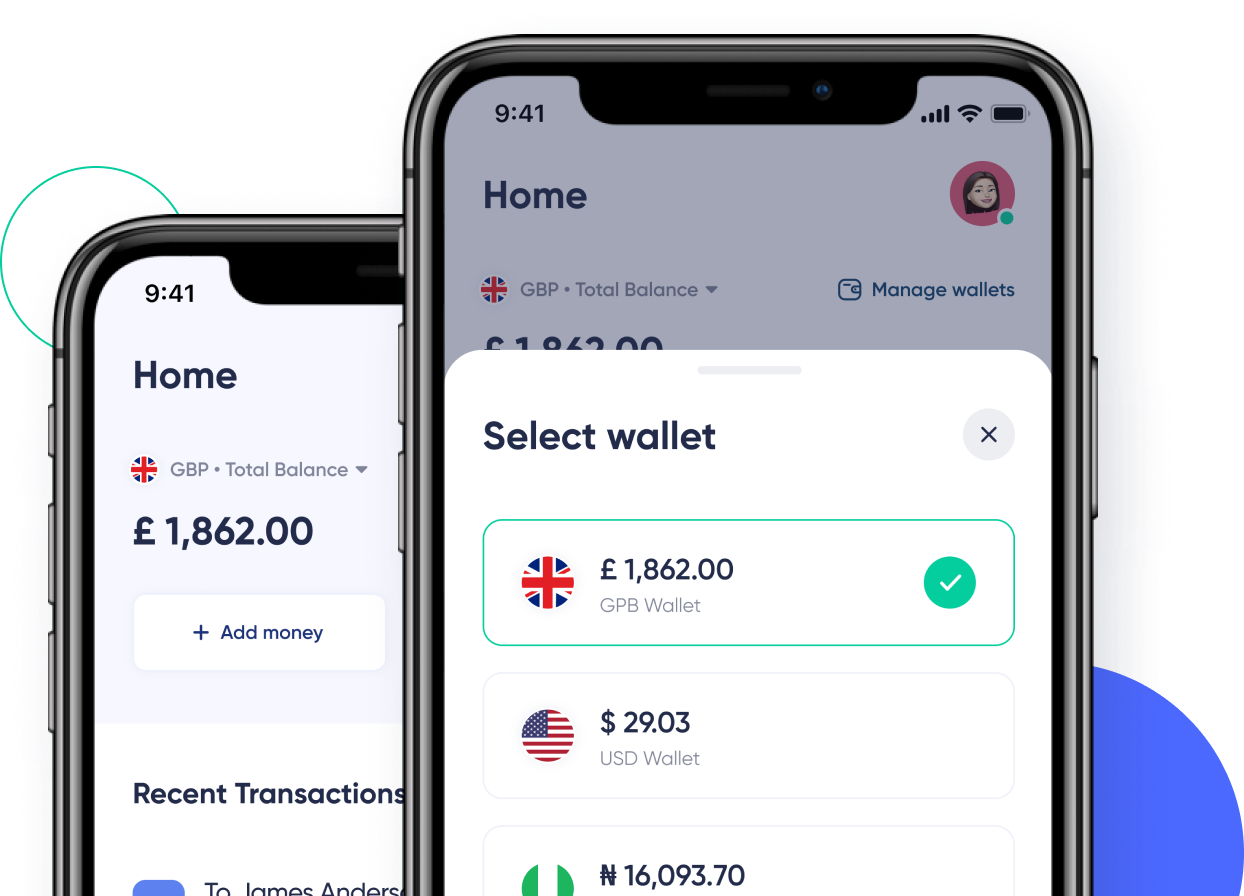 9:41
Home
GBP • Total Balance
£ 1,862.00
+ Add money
Recent Transactions
To James
9:41
Home
GBP • Total Balance
Manage wallets
£ 1,862.00
Select wallet
£ 1,862.00
GPB Wallet
$ 29.03
USD Wallet
₦ 16,093.70